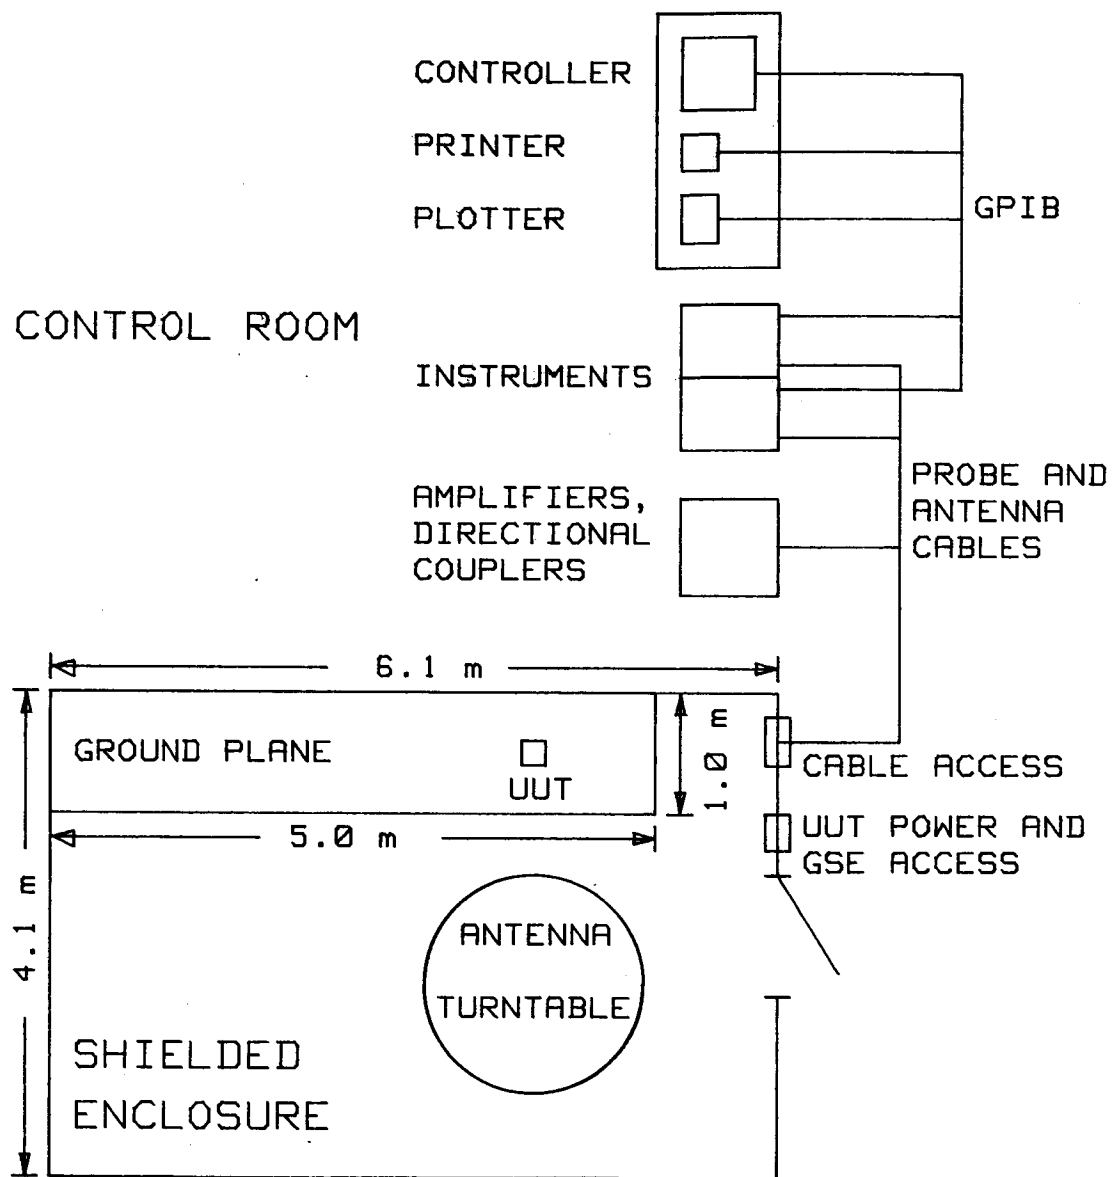 CONTROLLER
PRINTER
PLOTTER
GPIB
CONTROL ROOM
INSTRUMENTS
PROBE AND
ANTENNA
CABLES
AMPLIFIERS,
DIRECTIONAL
COUPLERS
6.1 m
GROUND PLANE
UUT
1.0 m
CABLE ACCESS
5.0 m
UUT POWER AND
GSE ACCESS
4.1 m
ANTENNA
TURNTABLE
SHIELDED
ENCLOSURE